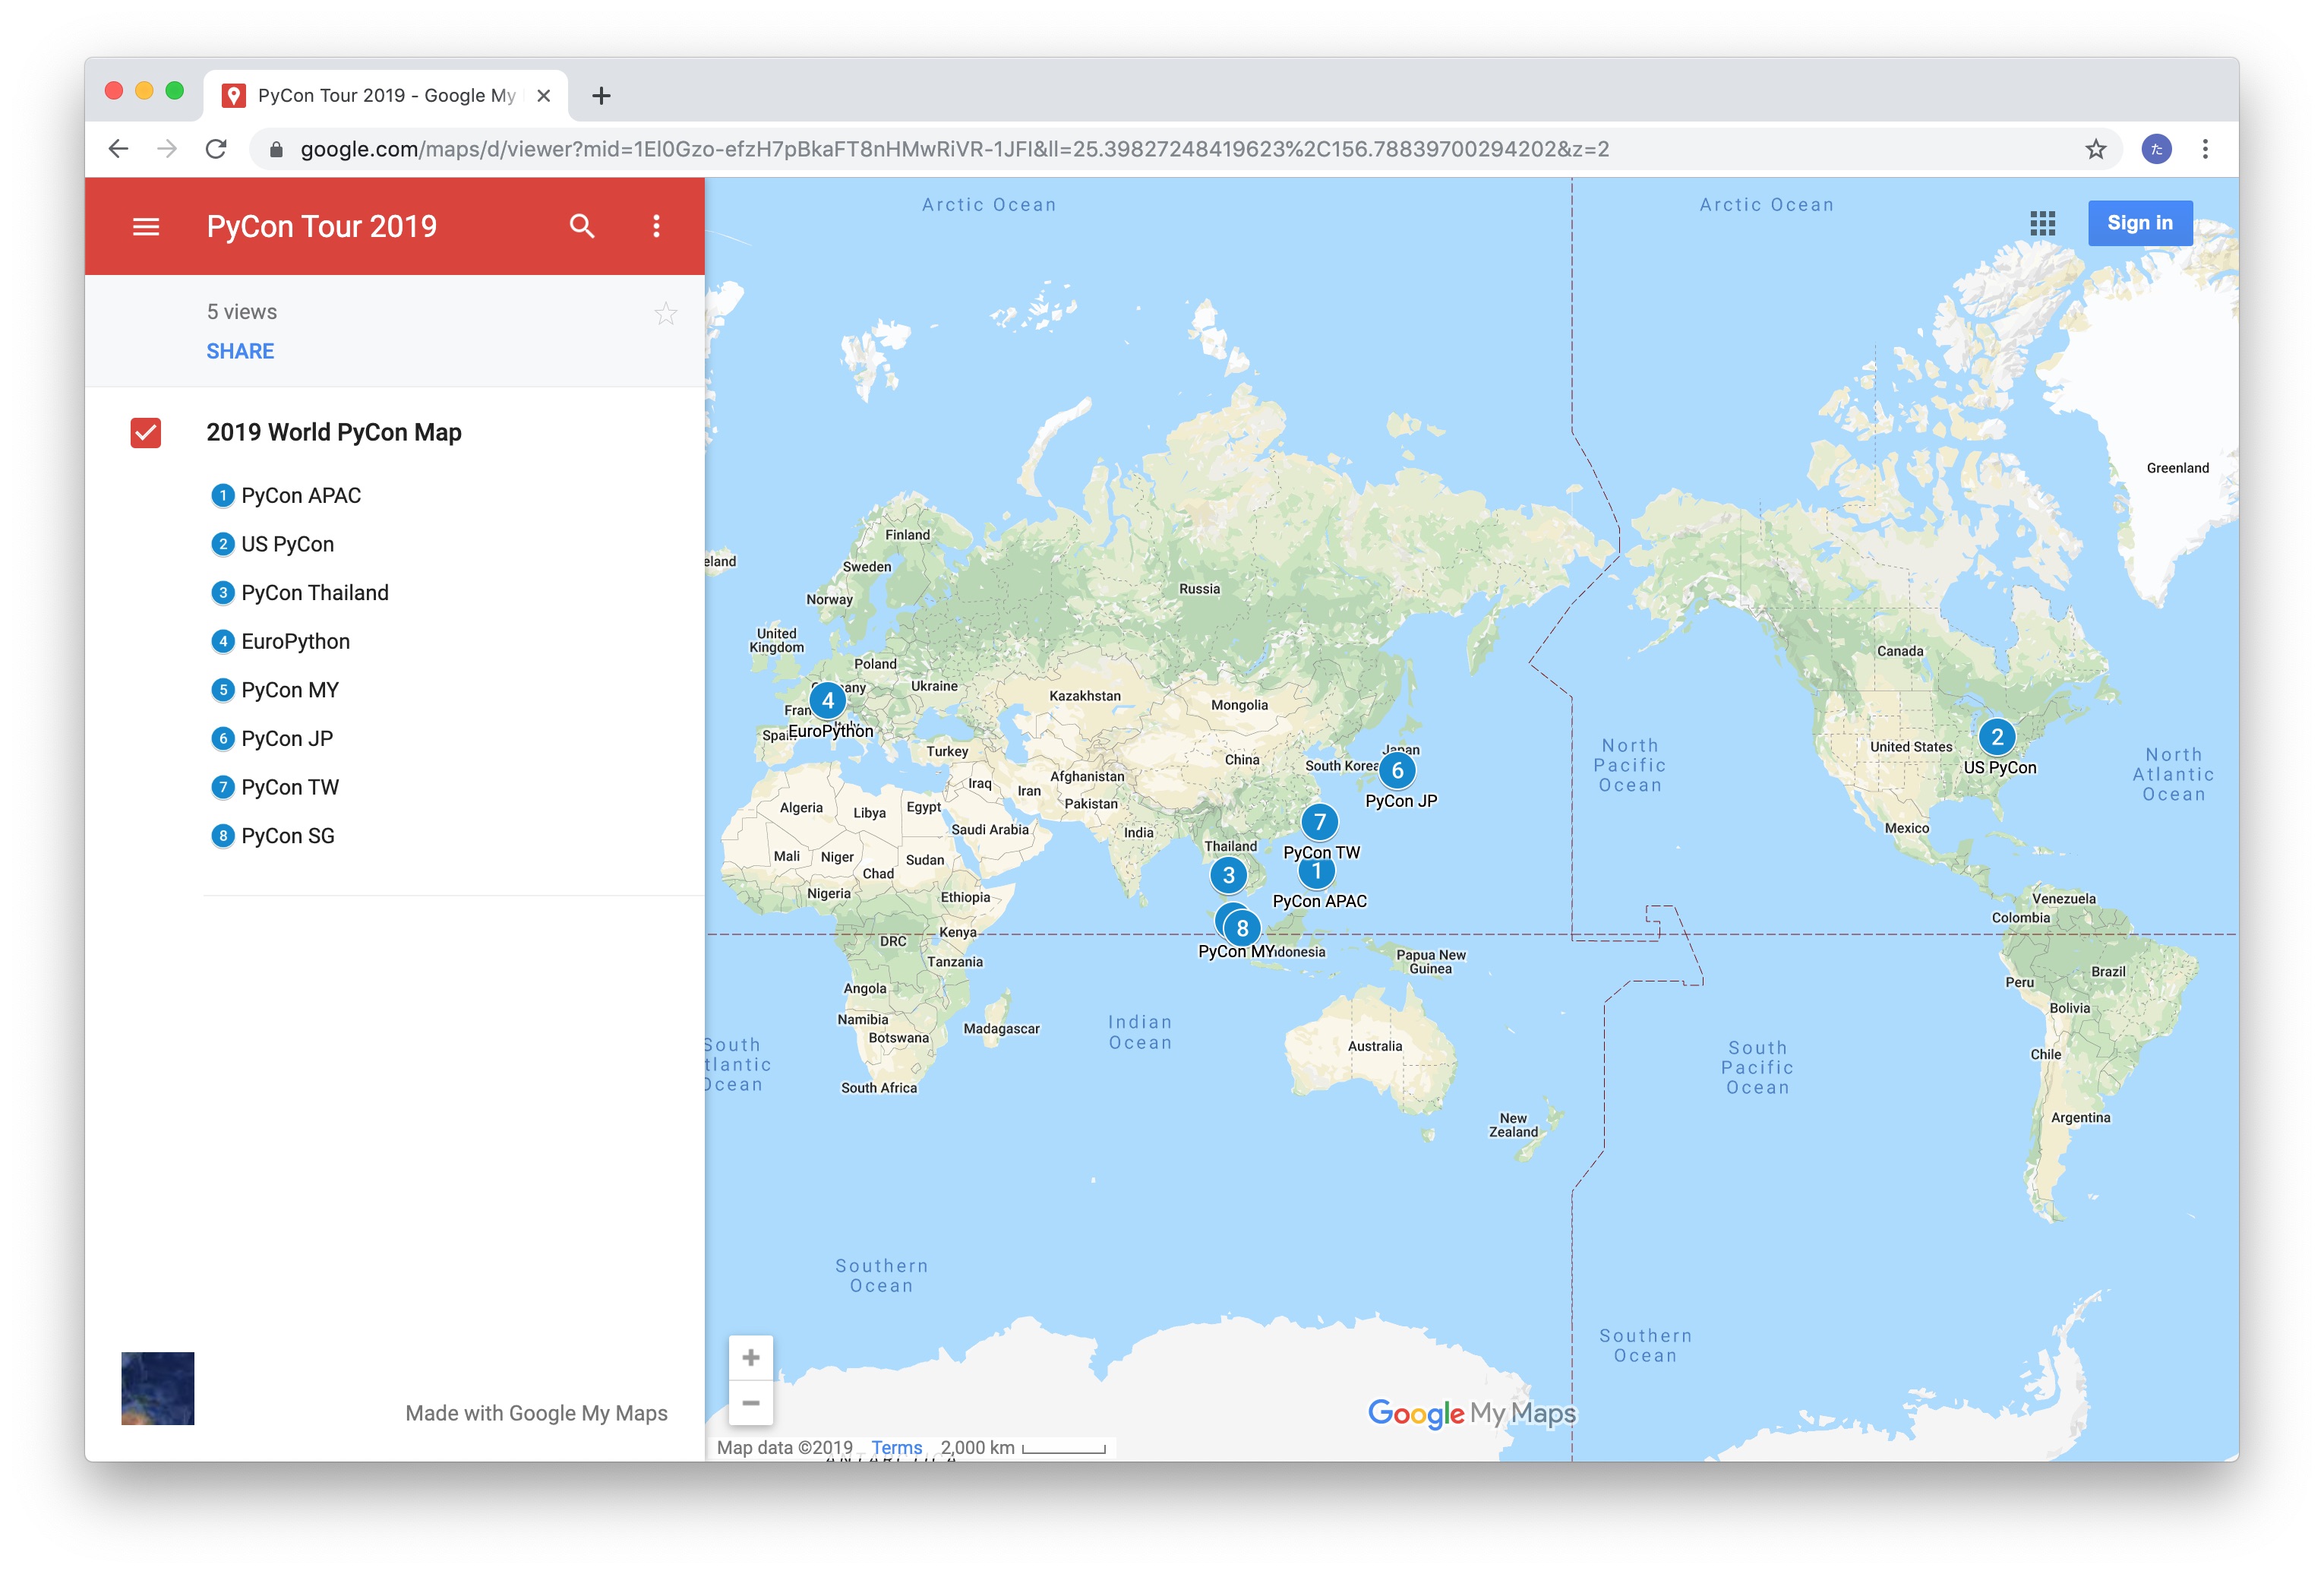 PyCon Tour 2019 - Google My
google.com/maps/d/viewer?mid=1El0Gzo-efzH7pBkaFT8nHMwRiVR-1JFl&ll=25.39827248419623%2C156.78839700294202&z=2
た
PyCon Tour 2019
5 views
SHARE
2019 World PyCon Map
1 PyCon APAC
2 US PyCon
3 PyCon Thailand
4 EuroPython
5 PyCon MY
6 PyCon JP
7 PyCon TW
8 PyCon SG
Made with Google My Maps
Arctic Ocean
Arctic Ocean
Sign in
Greenland
Finland
eland
Sweden
Russia
Norway
United
Kingdom
Canada
Poland
Ukraine
any
Kazakhstan
Mongolia
4
Fran
Spai
EuroPython
Turkey
China
Japan
South Korea
6
PyCon JP
North
Pacific
Ocean
United States
2
US PyCon
North
Atlantic
Ocean
Afghanistan
Iraq
Iran
Pakistan
Algeria
Libya
Egypt
Saudi Arabia
India
7
PyCon TW
Mexico
Thailand
3
1
PyCon APAC
Mali
Niger
Sudan
Chad
Nigeria
Ethiopia
Venezuela
Colombia
8
PyCon MY
donesia
DRC
Kenya
Tanzania
Papua New
Guinea
Brazil
Peru
Angola
Bolivia
Namibia
Botswana
Madagascar
Indian
Ocean
Australia
South
tlantic
Ocean
South
Pacific
Ocean
Chile
South Africa
New
Zealand
Argentina
Southern
Ocean
Southern
Ocean
Google My Maps
Map data ©2019 Terms 2,000 km